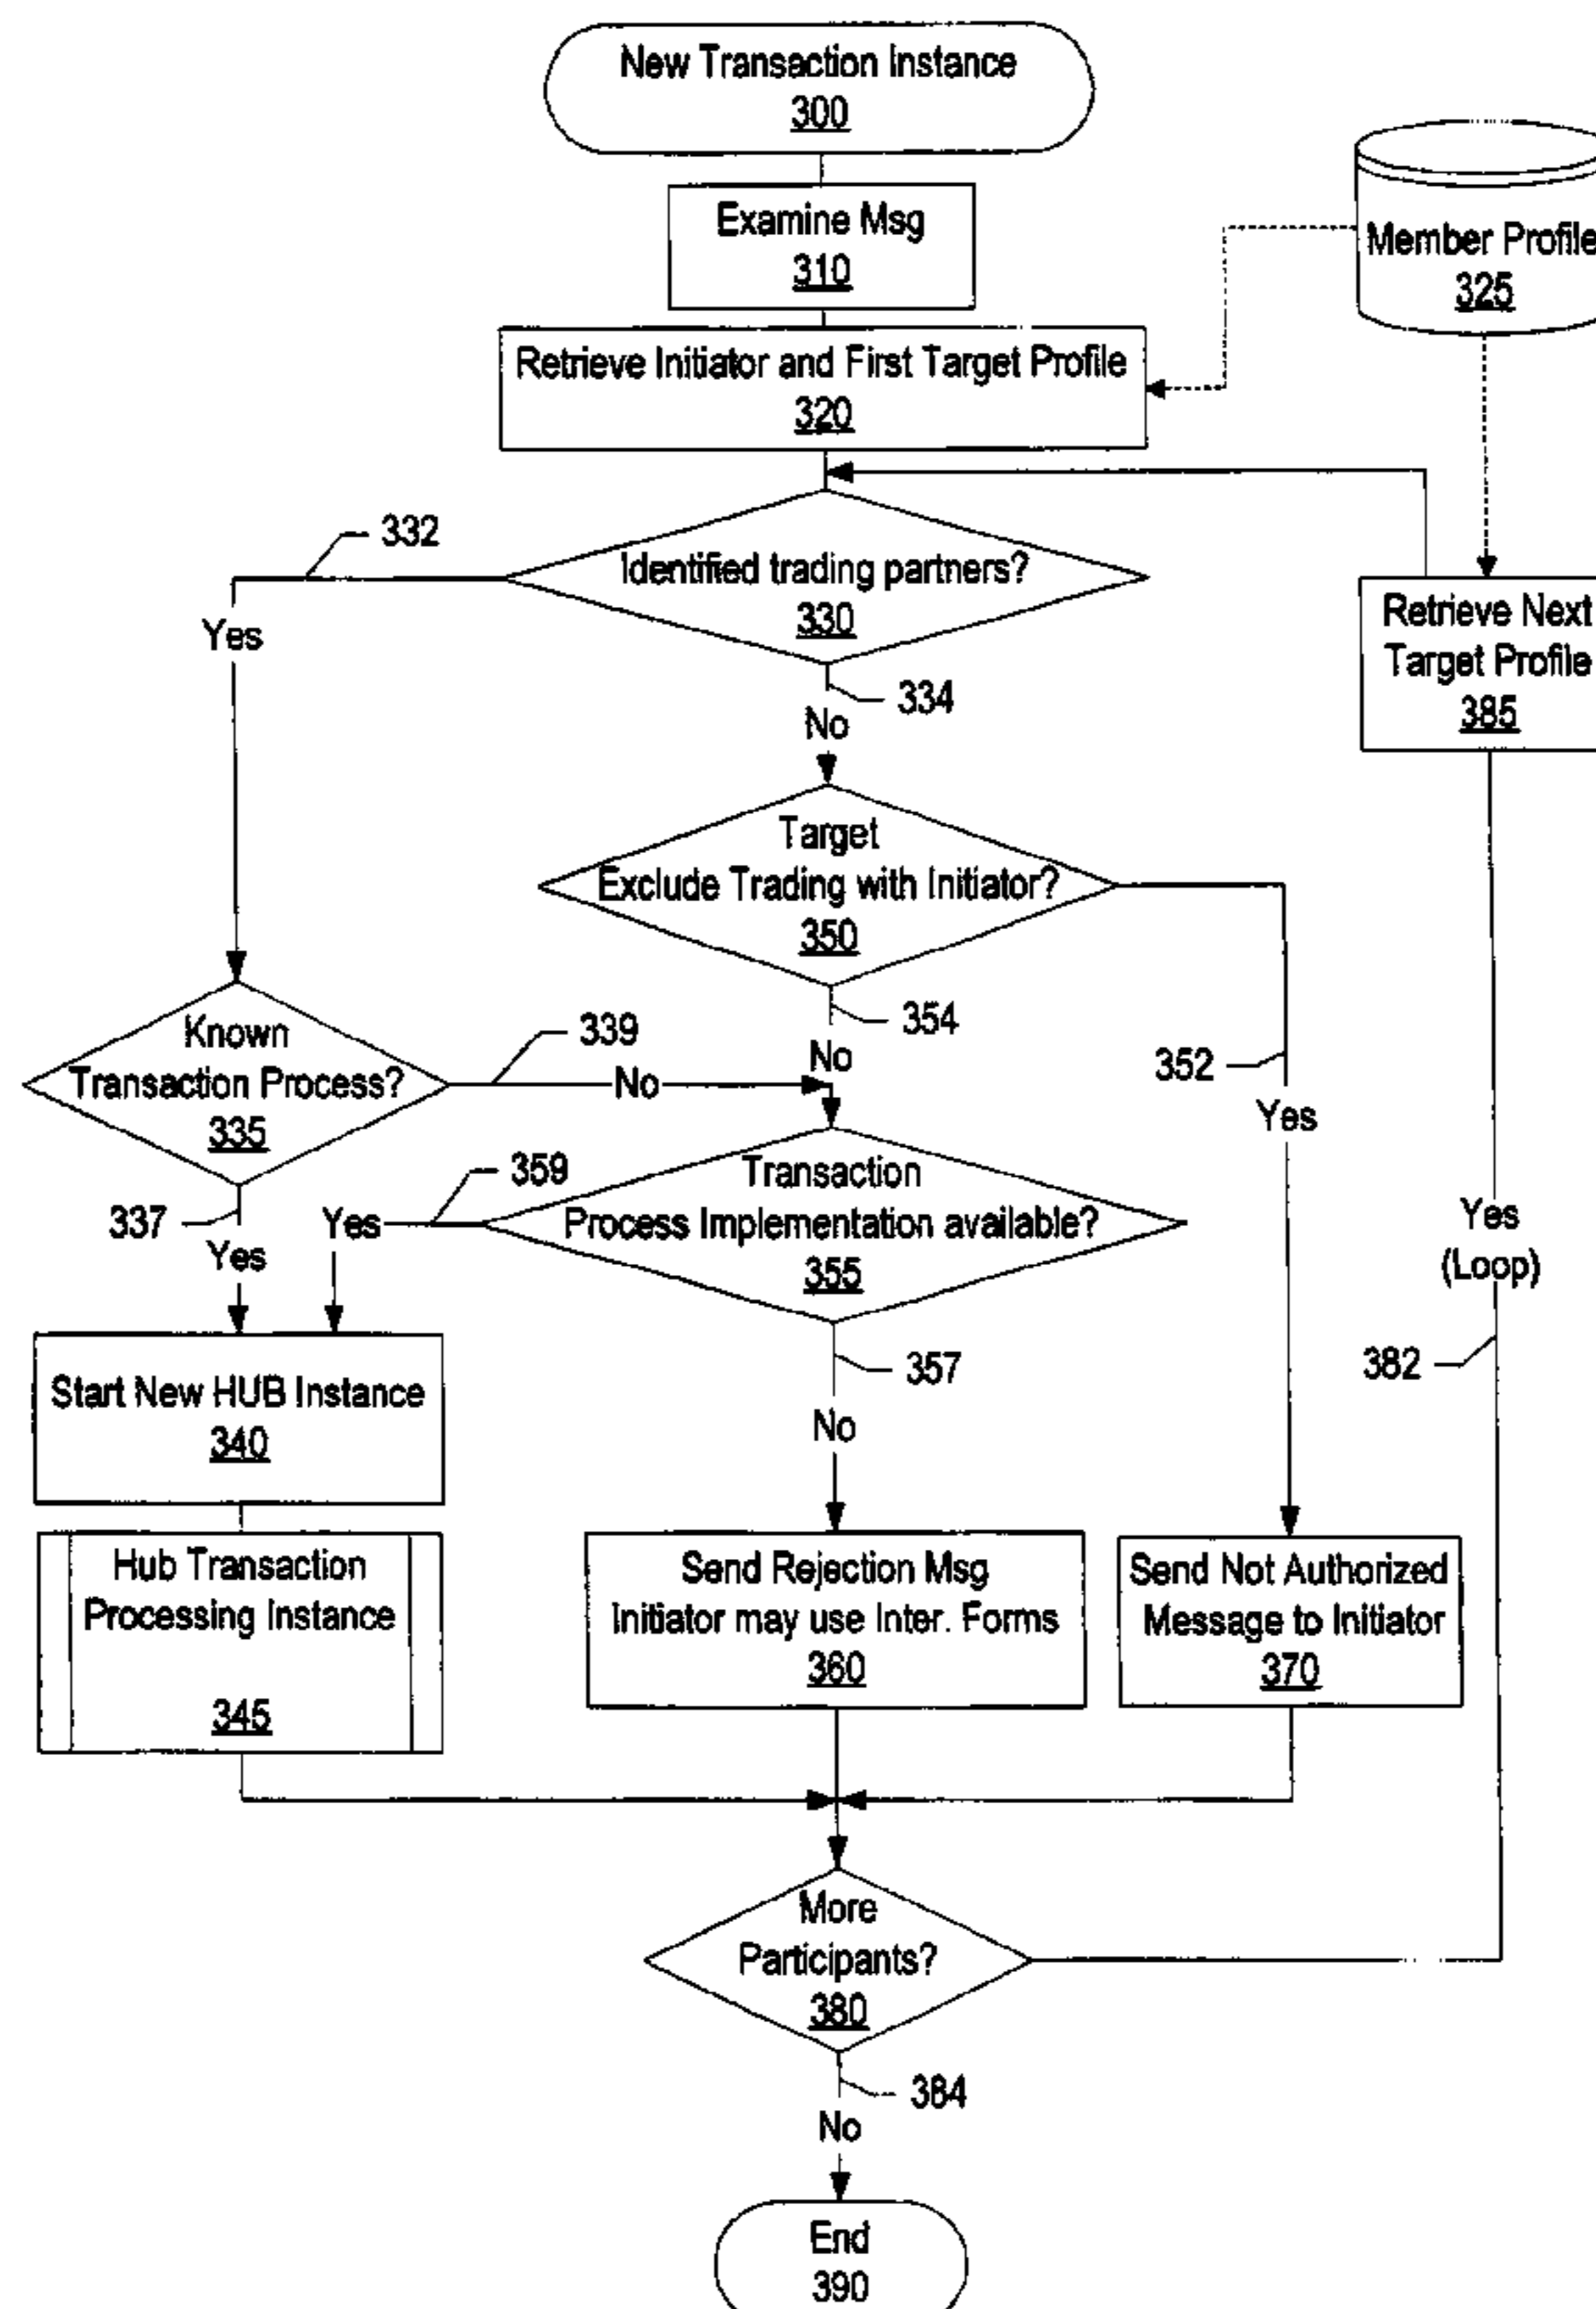 New Transaction Instance
300
Examine Msg
310
Member Profile
325
Retrieve Initiator and First Target Profile
320
332
Identified trading partners?
330
Yes
Retrieve Next
Target Profile
385
334
No
Target
Exclude Trading with Initiator?
350
354
No
352
Yes
Known
Transaction Process?
335
339
No
359
Yes
Transaction
Process Implementation available?
355
337
Yes
Yes
(Loop)
382
357
No
Start New HUB Instance
340
Hub Transaction
Processing Instance
345
Send Rejection Msg
Initiator may use Inter. Forms
360
Send Not Authorized
Message to Initiator
370
More
Participants?
380
384
No
End
390